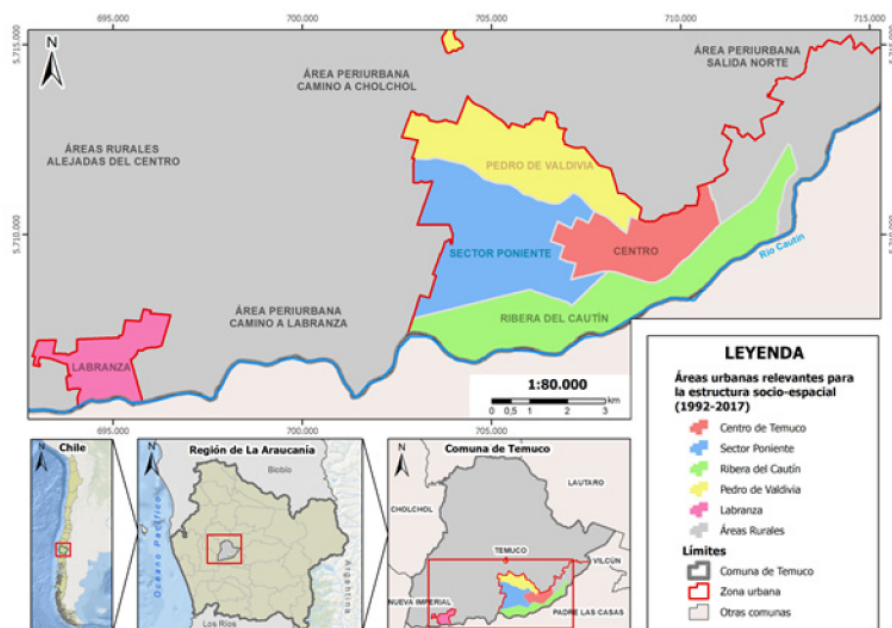 695.000
700.000
705.000
710.000
715.000
5.715.000
N
ÁREA PERIURBANA
SALIDA NORTE
ÁREA PERIURBANA
CAMINO A CHOLCHOL
ÁREAS RURALES
ALEJADAS DEL CENTRO
PEDRO DE VALDIVIA
5.710.000
SECTOR PONIENTE
CENTRO
Río Cautín
ÁREA PERIURBANA
CAMINO A LABRANZA
RIBERA DEL CAUTÍN
LABRANZA
1:80.000
0 0,5 1 2 3 km
695.000
700.000
705.000
LEYENDA
Áreas urbanas relevantes para
la estructura socio-espacial
(1992-2017)
Centro de Temuco
Sector Poniente
Ribera del Cautín
Pedro de Valdivia
Labranza
Áreas Rurales
Límites
Comuna de Temuco
Zona urbana
Otras comunas
Chile
N
Región de La Araucanía
N
Biobío
Océano Pacífico
Argentina
Los Ríos
Comuna de Temuco
N
LAUTARO
CHOLCHOL
TEMUCO
VILCÚN
NUEVA IMPERIAL
PADRE LAS CASAS